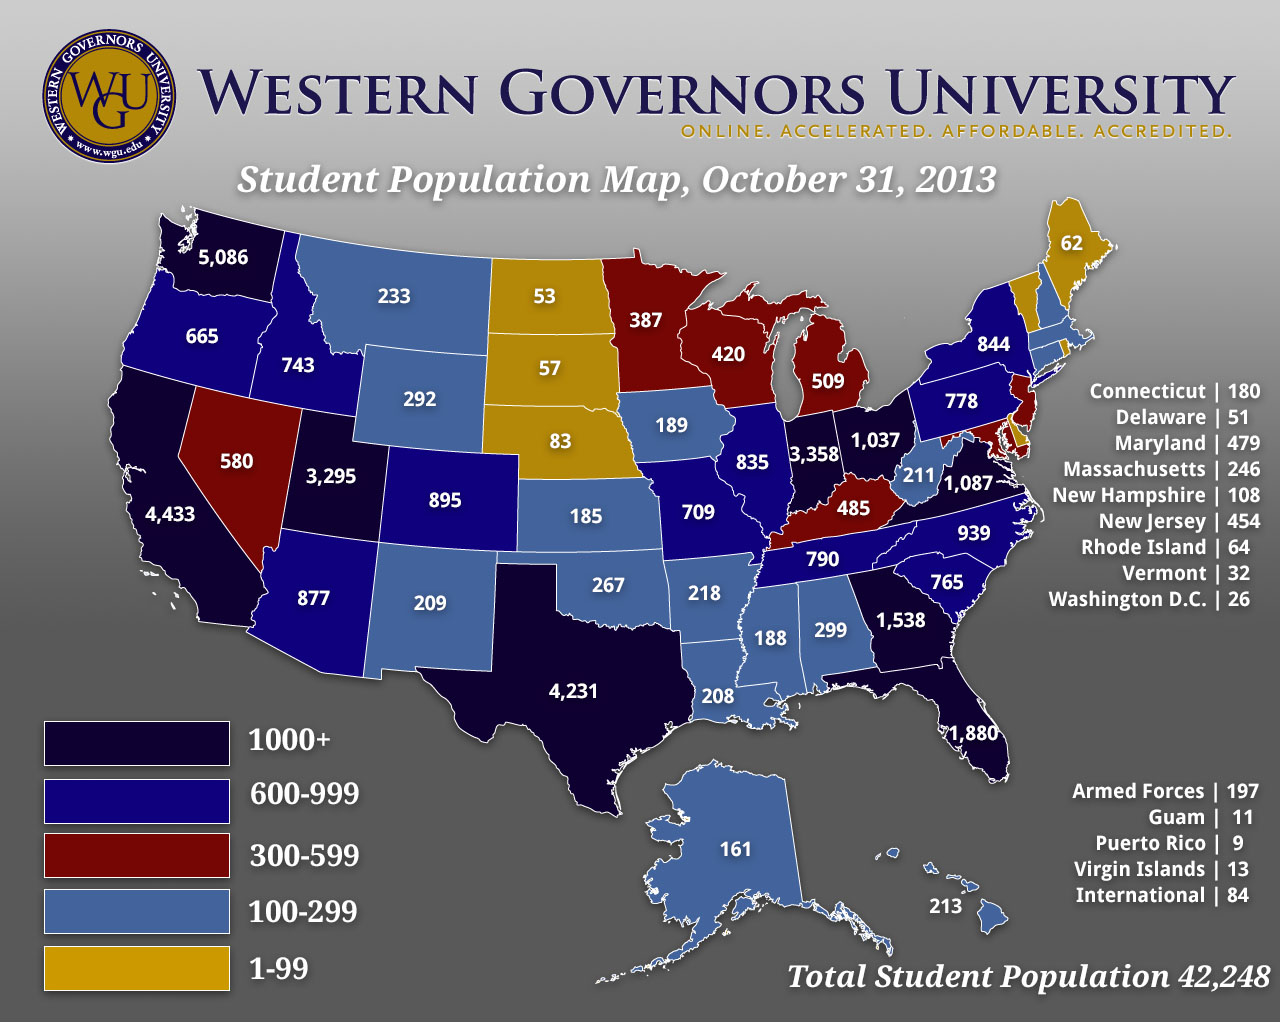 WESTERN GOVERNORS UNIVERSITY
WGU
www.wgu.edu
WESTERN GOVERNORS UNIVERSITY
ONLINE. ACCELERATED. AFFORDABLE. ACCREDITED.
Student Population Map, October 31, 2013
62
5,086
233
53
387
665
743
292
57
420
509
844
778
580
3,295
83
189
835
3,358
1,037
211
1,087
4,433
895
185
709
485
939
877
209
267
218
790
765
188
299
1,538
4,231
208
1,880
Connecticut | 180
Delaware | 51
Maryland | 479
Massachusetts | 246
New Hampshire | 108
New Jersey | 454
Rhode Island | 64
Vermont | 32
Washington D.C. | 26
1000+
600-999
300-599
100-299
1-99
161
213
Armed Forces | 197
Guam | 11
Puerto Rico | 9
Virgin Islands | 13
International | 84
Total Student Population 42,248